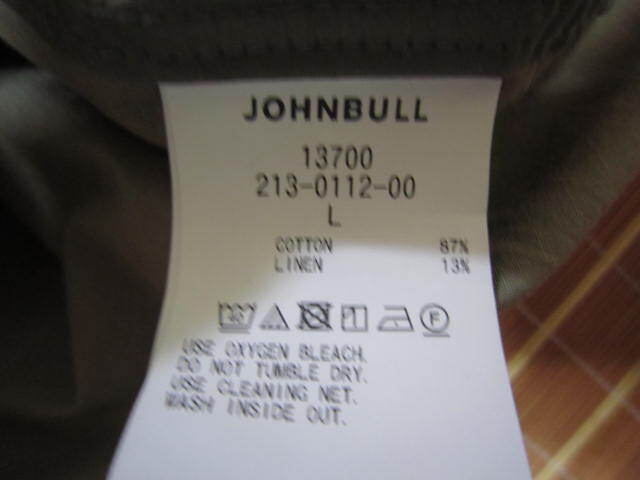 JOHNBULL
13700
213-0112-00
L
COTTON 87%
LINEN 13%
F
USE OXYGEN BLEACH.
DO NOT TUMBLE DRY.
USE CLEANING NET.
WASH INSIDE OUT.